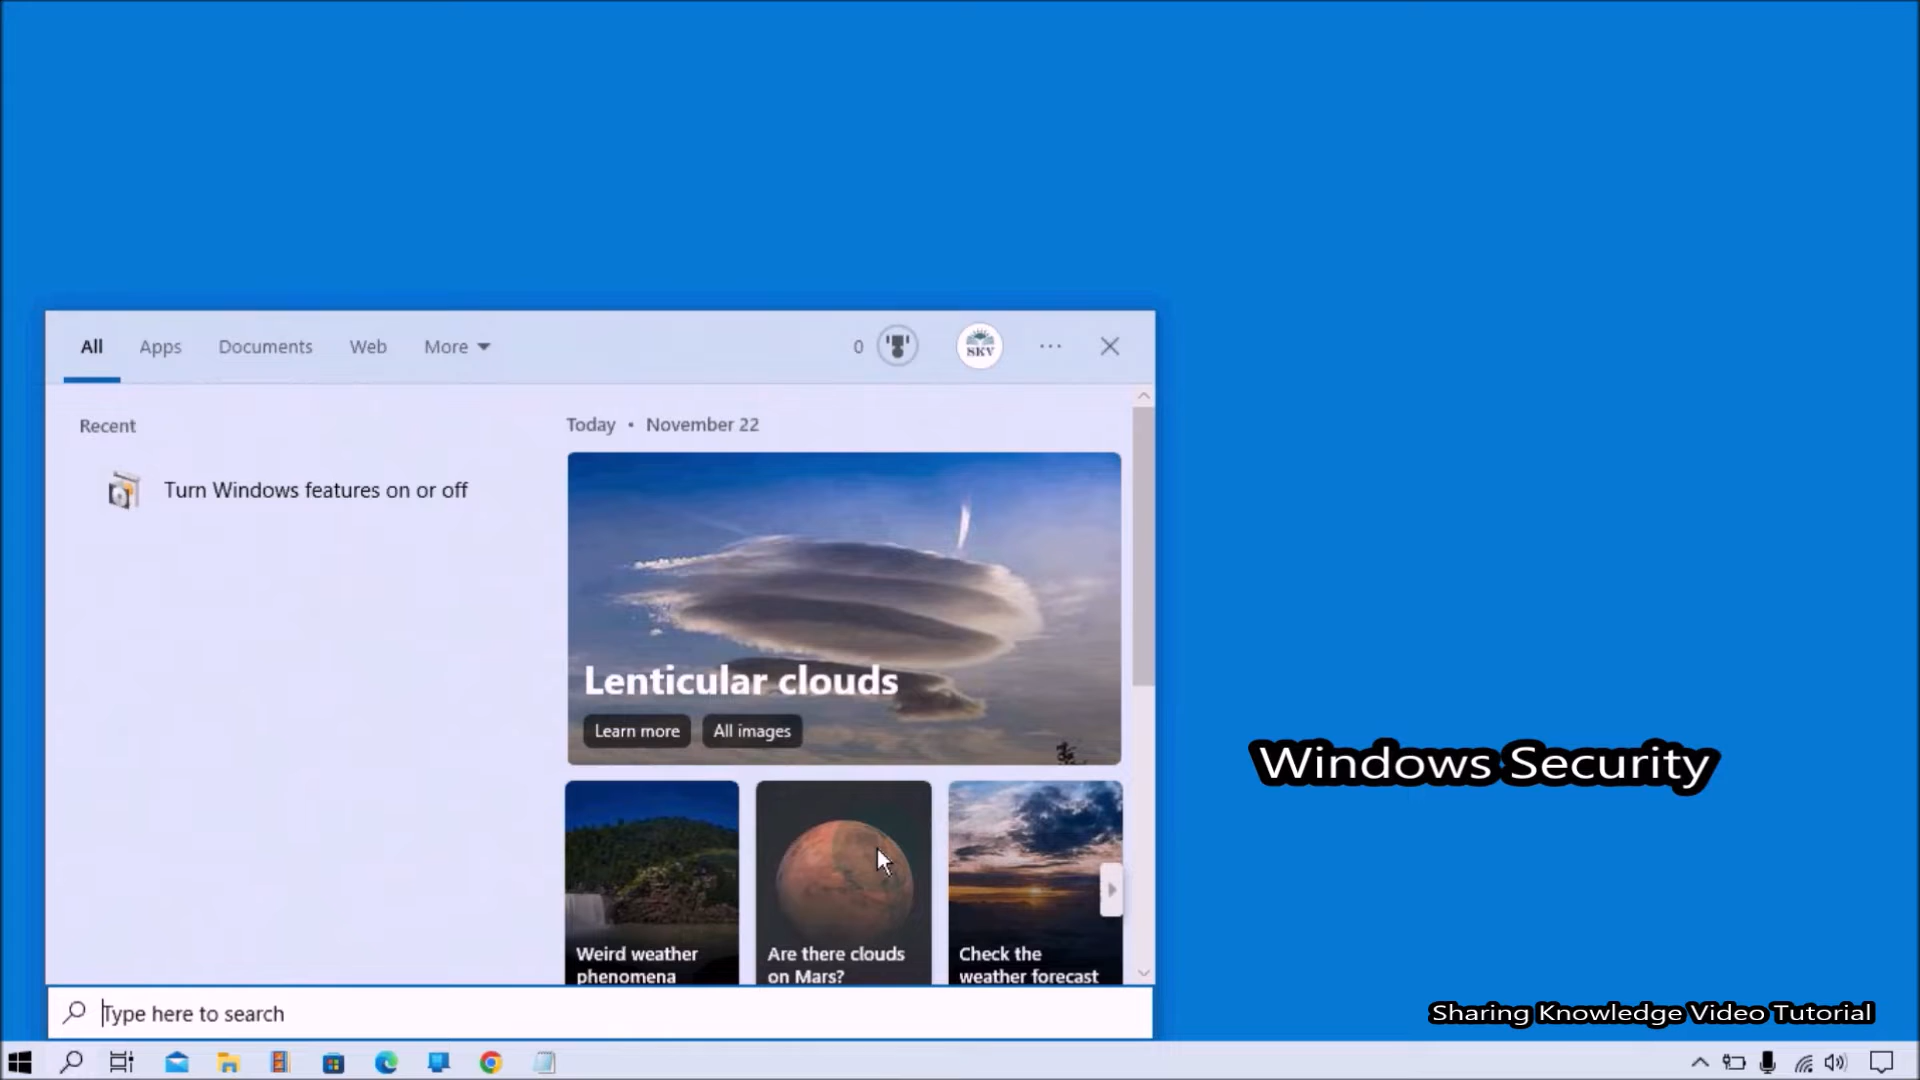 All Apps Documents Web More 0 SKV
Recent
Turn Windows features on or off
Today • November 22
Lenticular clouds
Learn more All images
Weird weather
phenomena
Are there clouds
on Mars?
Check the
weather forecast
Windows Security
Type here to search
Sharing Knowledge Video Tutorial